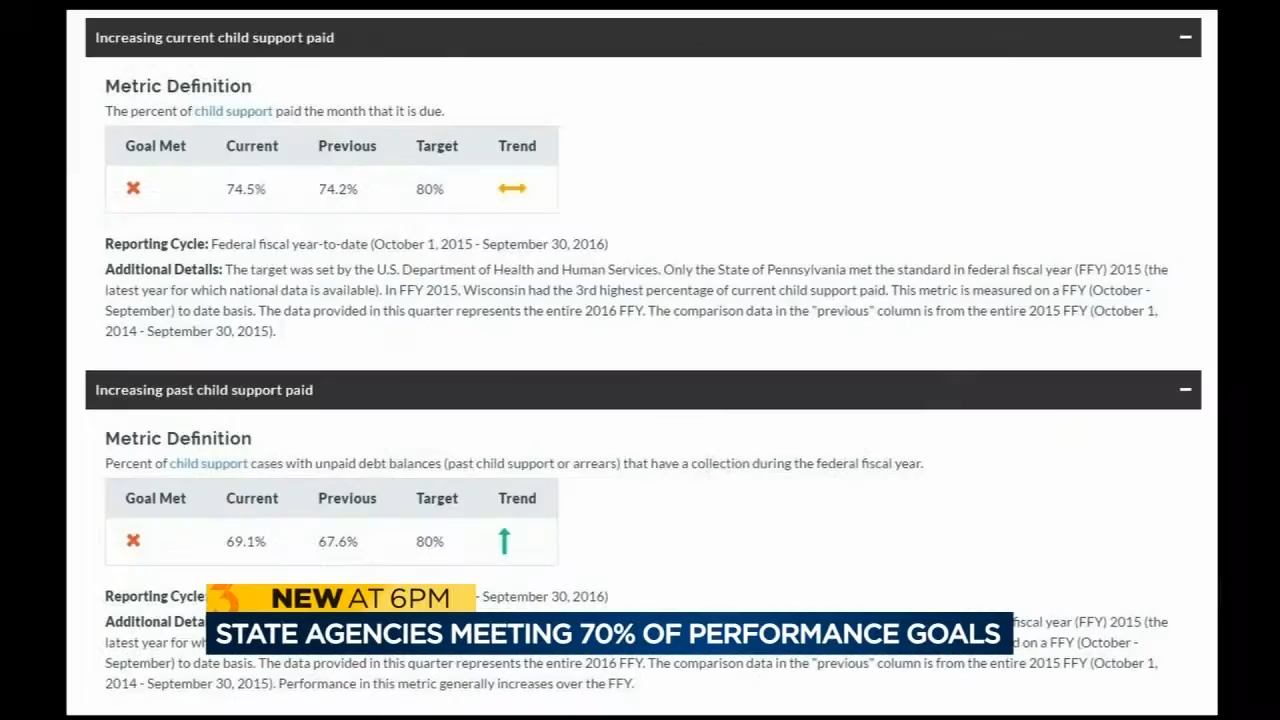 Increasing current child support paid
Metric Definition
The percent of child support paid the month that it is due.
Goal Met Current Previous Target Trend
74.5% 74.2% 80%
Reporting Cycle: Federal fiscal year-to-date (October 1, 2015 - September 30, 2016)
Additional Details: The target was set by the U.S. Department of Health and Human Services. Only the State of Pennsylvania met the standard in federal fiscal year (FFY) 2015 (the
latest year for which national data is available). In FFY 2015, Wisconsin had the 3rd highest percentage of current child support paid. This metric is measured on a FFY (October -
September) to date basis. The data provided in this quarter represents the entire 2016 FFY. The comparison data in the "previous" column is from the entire 2015 FFY (October 1,
2014 - September 30, 2015).
Increasing past child support paid
Metric Definition
Percent of child support cases with unpaid debt balances (past child support or arrears) that have a collection during the federal fiscal year.
Goal Met Current Previous Target Trend
69.1% 67.6% 80%
Reporting Cycle - September 30, 2016)
3 NEW AT 6PM
Additional Deta fiscal year (FFY) 2015 (the
STATE AGENCIES MEETING 70% OF PERFORMANCE GOALS
latest year for wh d on a FFY (October -
September) to date basis. The data provided in this quarter represents the entire 2016 FFY. The comparison data in the "previous" column is from the entire 2015 FFY (October 1,
2014 - September 30, 2015). Performance in this metric generally increases over the FFY.